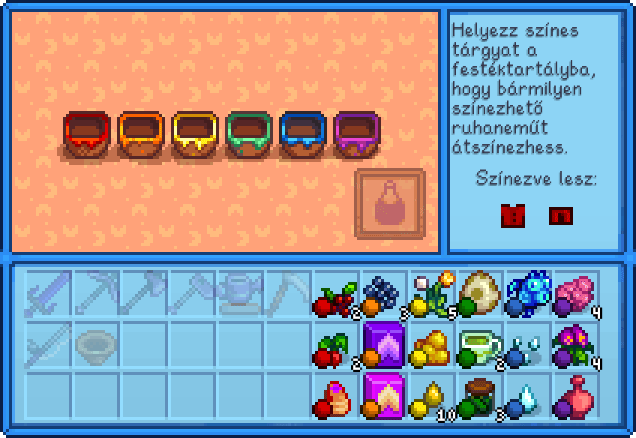 Helyezz színes
tárgyat a
festéktartályba,
hogy bármilyen
színezhető
ruhaneműt
átszínezhess.
Színezve lesz: